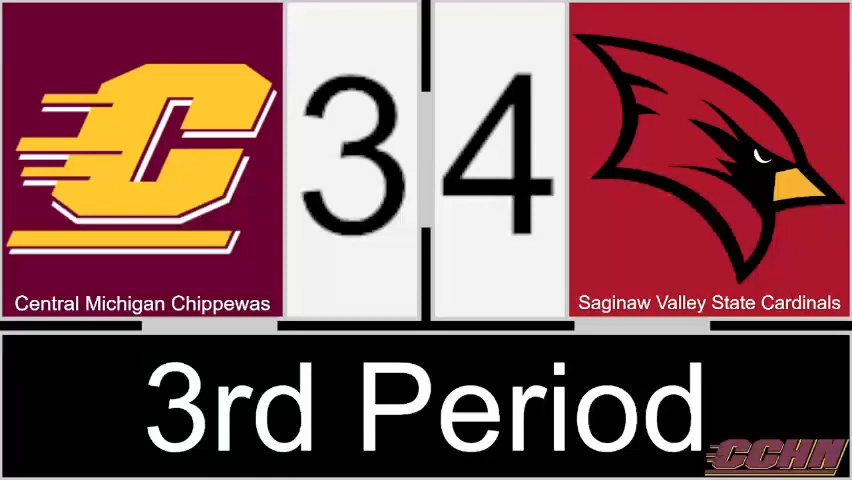 C
3
4
Central Michigan Chippewas
Saginaw Valley State Cardinals
3rd Period
CCHN